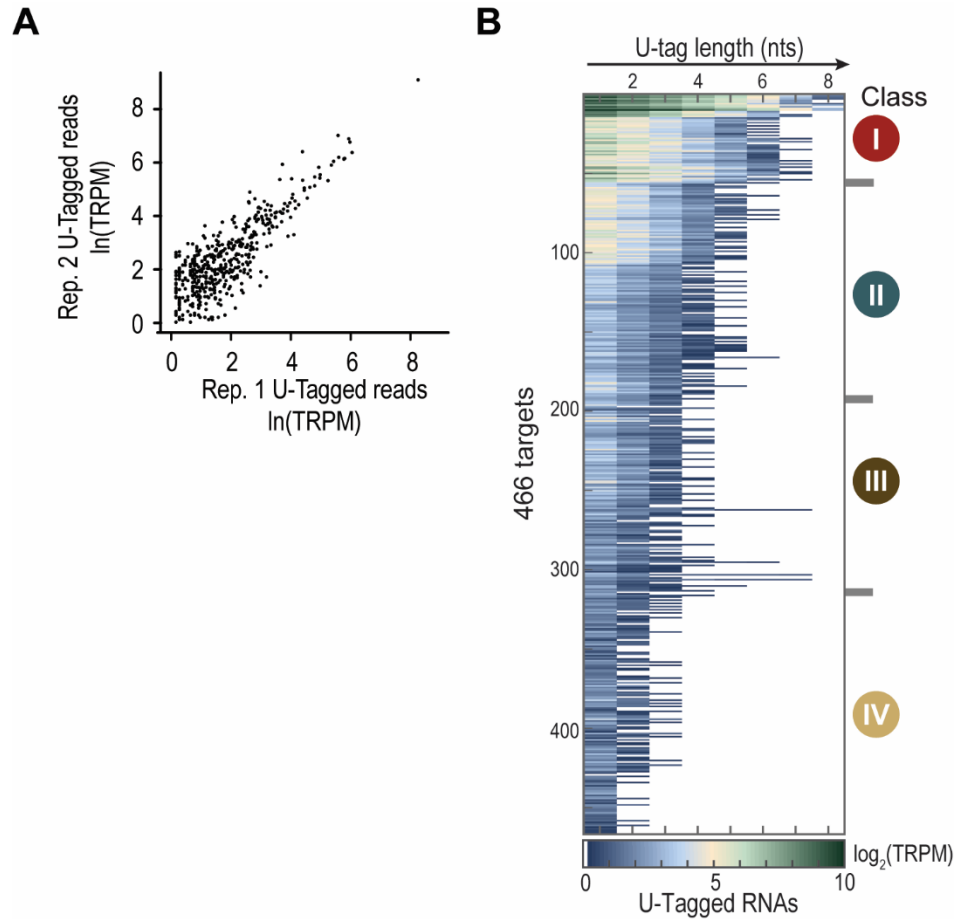 A
Rep. 2 U-Tagged reads
ln(TRPM)
8
6
4
2
0
0 2 4 6 8
Rep. 1 U-Tagged reads
ln(TRPM)
B
U-tag length (nts)
2 4 6 8
Class
I
II
III
IV
466 targets
100
200
300
400
log₂(TRPM)
0 5 10
U-Tagged RNAs